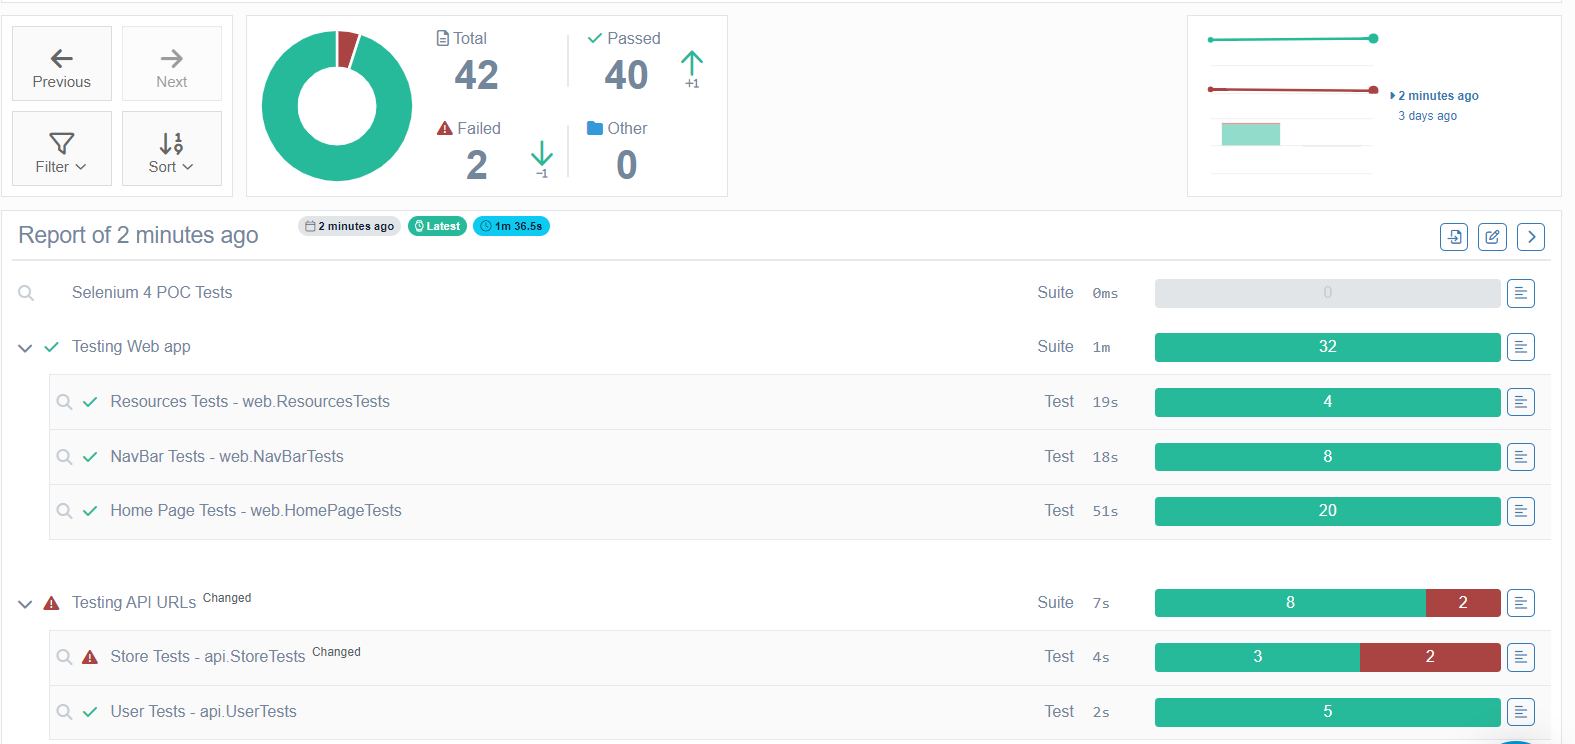 Previous
Next
Filter
Sort
Total
42
Passed
40
+1
Failed
2
−1
Other
0
2 minutes ago
3 days ago
Report of 2 minutes ago
2 minutes ago
Latest
1m 36.5s
Selenium 4 POC Tests Suite 0ms 0
Testing Web app Suite 1m 32
Resources Tests - web.ResourcesTests Test 19s 4
NavBar Tests - web.NavBarTests Test 18s 8
Home Page Tests - web.HomePageTests Test 51s 20
Testing API URLs Changed Suite 7s 8 2
Store Tests - api.StoreTests Changed Test 4s 3 2
User Tests - api.UserTests Test 2s 5